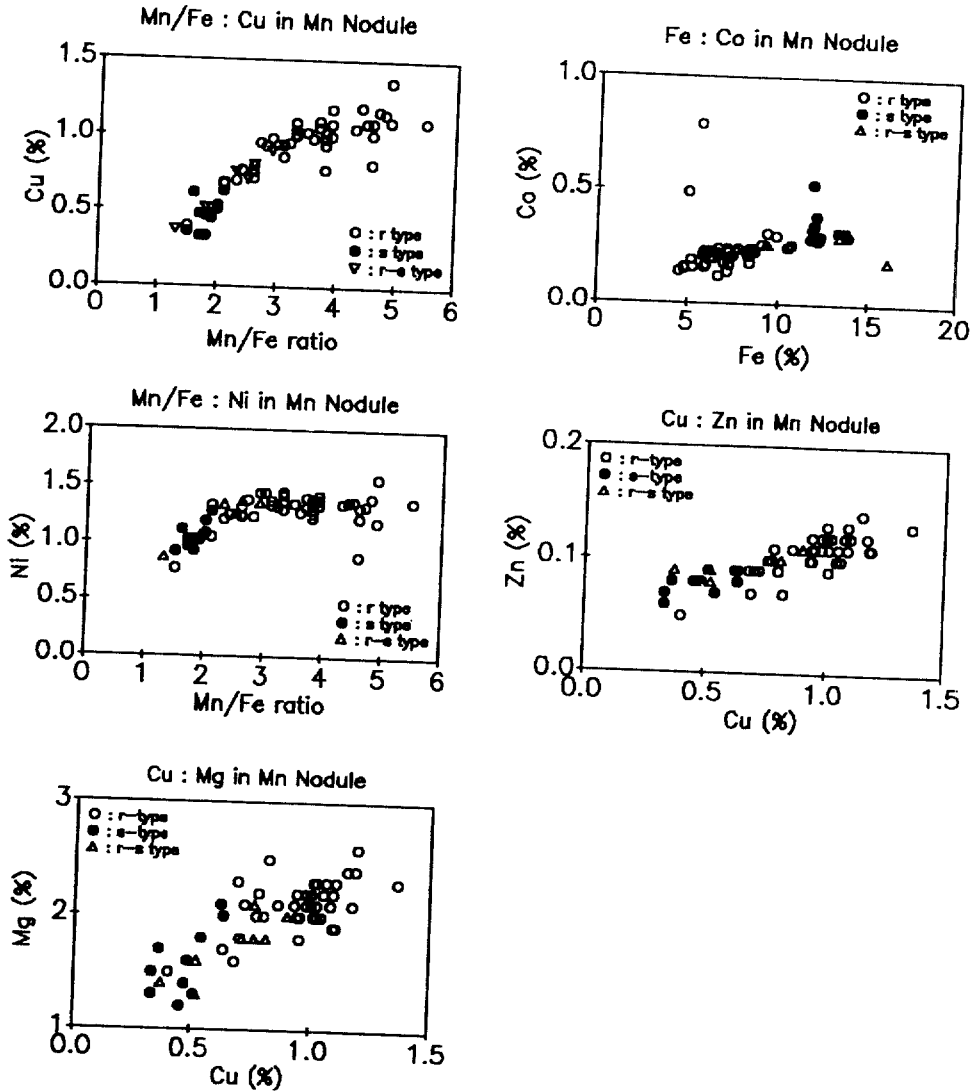 Mn/Fe : Cu in Mn Nodule
1.5
1.0
0.5
0.0
Cu (%)
: r type
: s type
: r-s type
0 1 2 3 4 5 6
Mn/Fe ratio
Fe : Co in Mn Nodule
1.0
0.5
0.0
Co (%)
: r type
: s type
: r-s type
0 5 10 15 20
Fe (%)
Mn/Fe : Ni in Mn Nodule
2.0
1.5
1.0
0.5
0.0
Ni (%)
: r type
: s type
: r-s type
0 1 2 3 4 5 6
Mn/Fe ratio
Cu : Zn in Mn Nodule
0.2
0.1
0.0
Zn (%)
: r-type
: s-type
: r-s type
0.0 0.5 1.0 1.5
Cu (%)
Cu : Mg in Mn Nodule
3
2
1
Mg (%)
: r-type
: s-type
: r-s type
0.0 0.5 1.0 1.5
Cu (%)